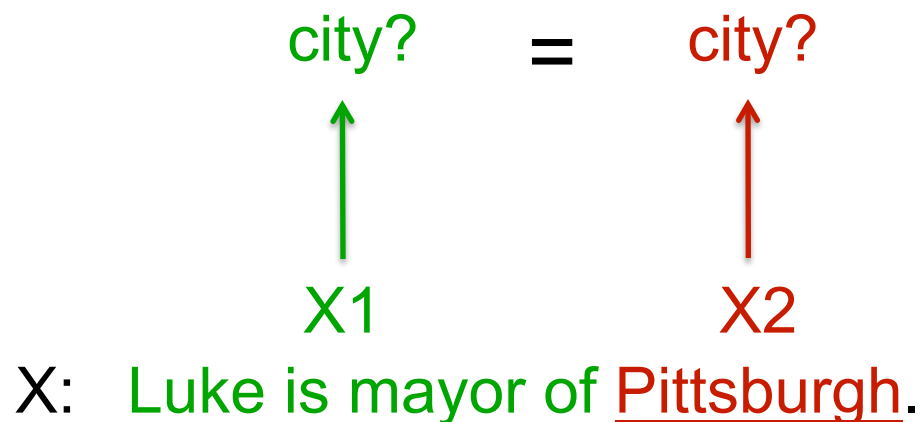 city? = city?
X1 X2
X: Luke is mayor of Pittsburgh.